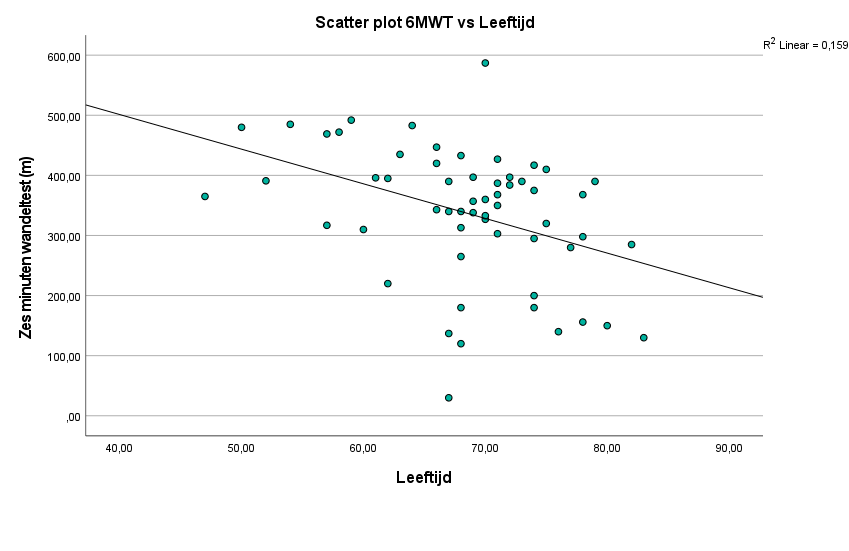 Scatter plot 6MWT vs Leeftijd
R2 Linear = 0,159
600,00
500,00
400,00
300,00
200,00
100,00
,00
Zes minuten wandeltest (m)
40,00 50,00 60,00 70,00 80,00 90,00
Leeftijd